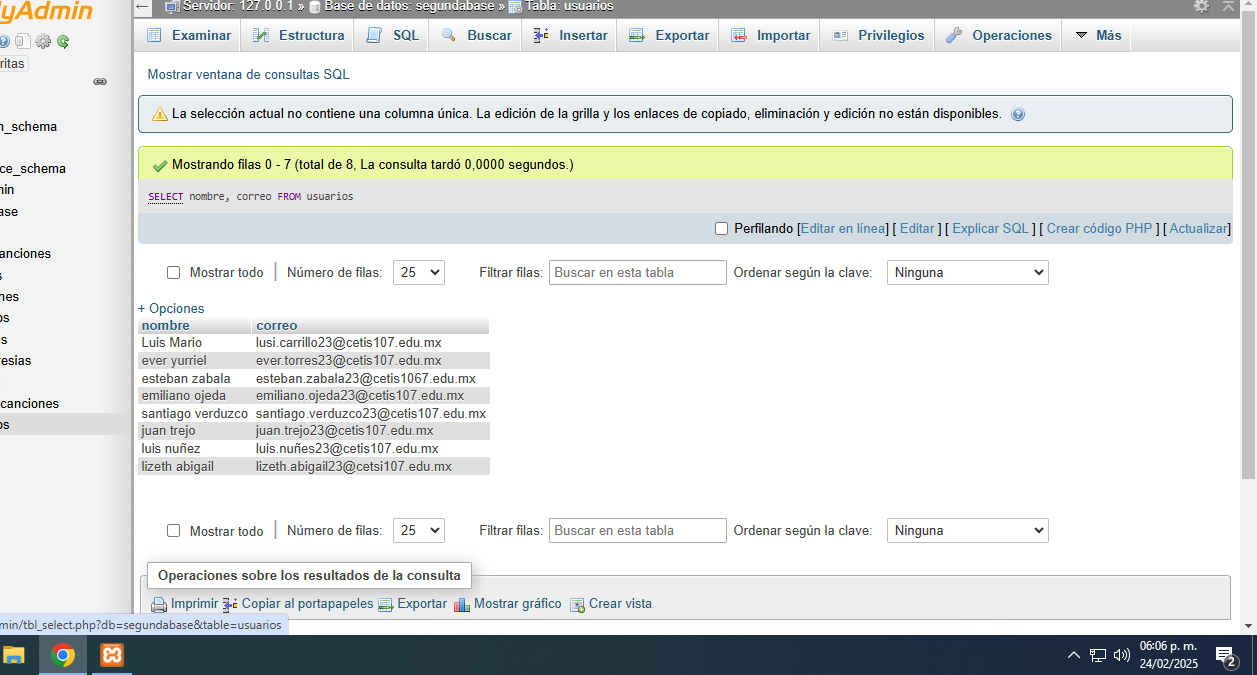 lyAdmin
Servidor: 127.0.0.1 » Base de datos: segundabase » Tabla: usuarios
Examinar Estructura SQL Buscar Insertar Exportar Importar Privilegios Operaciones Más
ritas
Mostrar ventana de consultas SQL
n_schema
ce_schema
min
ase
canciones
s
nes
os
s
esias
canciones
os
La selección actual no contiene una columna única. La edición de la grilla y los enlaces de copiado, eliminación y edición no están disponibles.
Mostrando filas 0 - 7 (total de 8, La consulta tardó 0,0000 segundos.)
SELECT nombre, correo FROM usuarios
Perfilando [Editar en línea] [ Editar ] [ Explicar SQL ] [ Crear código PHP ] [ Actualizar]
Mostrar todo | Número de filas: 25 Filtrar filas: Buscar en esta tabla Ordenar según la clave: Ninguna
+ Opciones
nombre correo
Luis Mario lusi.carrillo23@cetis107.edu.mx
ever yurriel ever.torres23@cetis107.edu.mx
esteban zabala esteban.zabala23@cetis1067.edu.mx
emiliano ojeda emiliano.ojeda23@cetis107.edu.mx
santiago verduzco santiago.verduzco23@cetis107.edu.mx
juan trejo juan.trejo23@cetis107.edu.mx
luis nuñez luis.nuñes23@cetis107.edu.mx
lizeth abigail lizeth.abigail23@cetsi107.edu.mx
Mostrar todo | Número de filas: 25 Filtrar filas: Buscar en esta tabla Ordenar según la clave: Ninguna
Operaciones sobre los resultados de la consulta
Imprimir Copiar al portapapeles Exportar Mostrar gráfico Crear vista
min/tbl_select.php?db=segundabase&table=usuarios
06:06 p. m.
24/02/2025
2